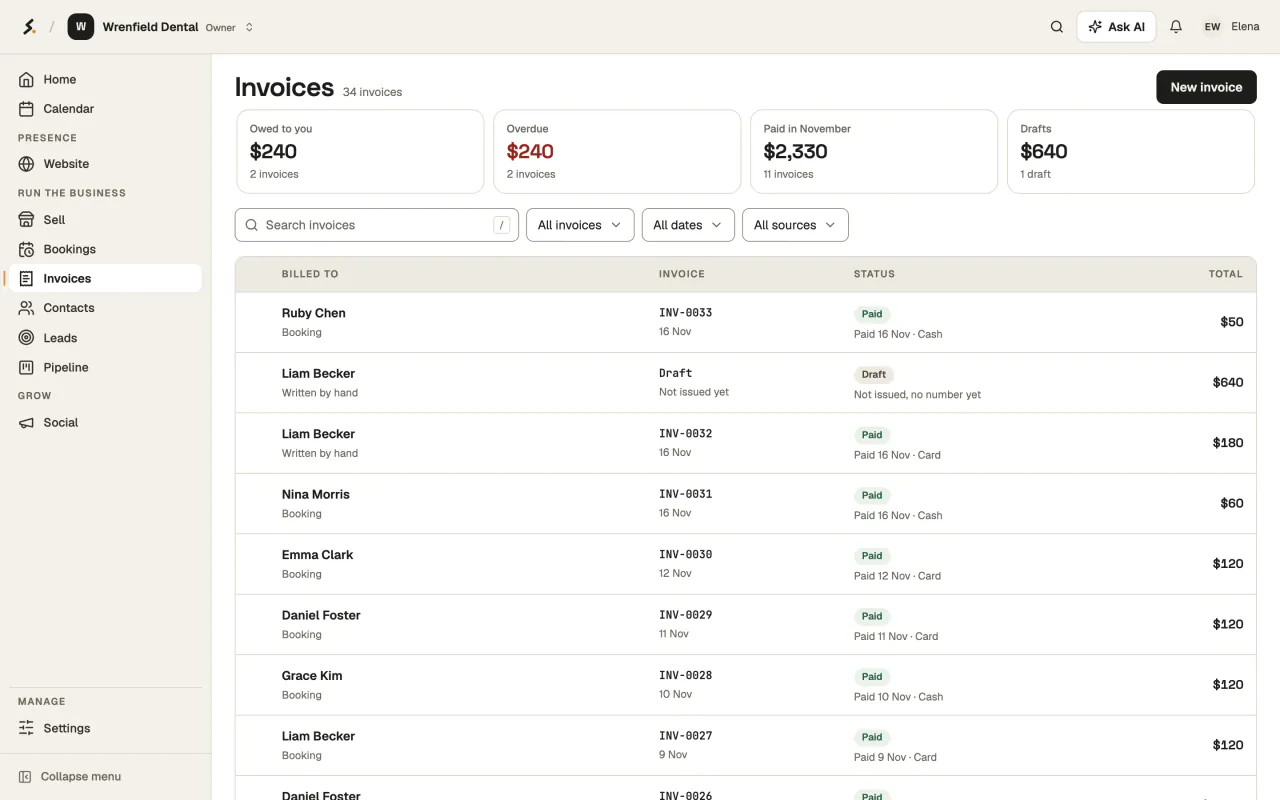 / W Wrenfield Dental Owner
Ask AI
EW Elena
Home
Calendar
PRESENCE
Website
RUN THE BUSINESS
Sell
Bookings
Invoices
Contacts
Leads
Pipeline
GROW
Social
MANAGE
Settings
Collapse menu
Invoices 34 invoices
New invoice
Owed to you
$240
2 invoices
Overdue
$240
2 invoices
Paid in November
$2,330
11 invoices
Drafts
$640
1 draft
Search invoices /
All invoices
All dates
All sources
BILLED TO INVOICE STATUS TOTAL
Ruby Chen INV-0033 Paid $50
Booking 16 Nov Paid 16 Nov · Cash
Liam Becker Draft Draft $640
Written by hand Not issued yet Not issued, no number yet
Liam Becker INV-0032 Paid $180
Written by hand 16 Nov Paid 16 Nov · Card
Nina Morris INV-0031 Paid $60
Booking 16 Nov Paid 16 Nov · Cash
Emma Clark INV-0030 Paid $120
Booking 12 Nov Paid 12 Nov · Card
Daniel Foster INV-0029 Paid $120
Booking 11 Nov Paid 11 Nov · Card
Grace Kim INV-0028 Paid $120
Booking 10 Nov Paid 10 Nov · Cash
Liam Becker INV-0027 Paid $120
Booking 9 Nov Paid 9 Nov · Card
Daniel Foster INV-0026 Paid